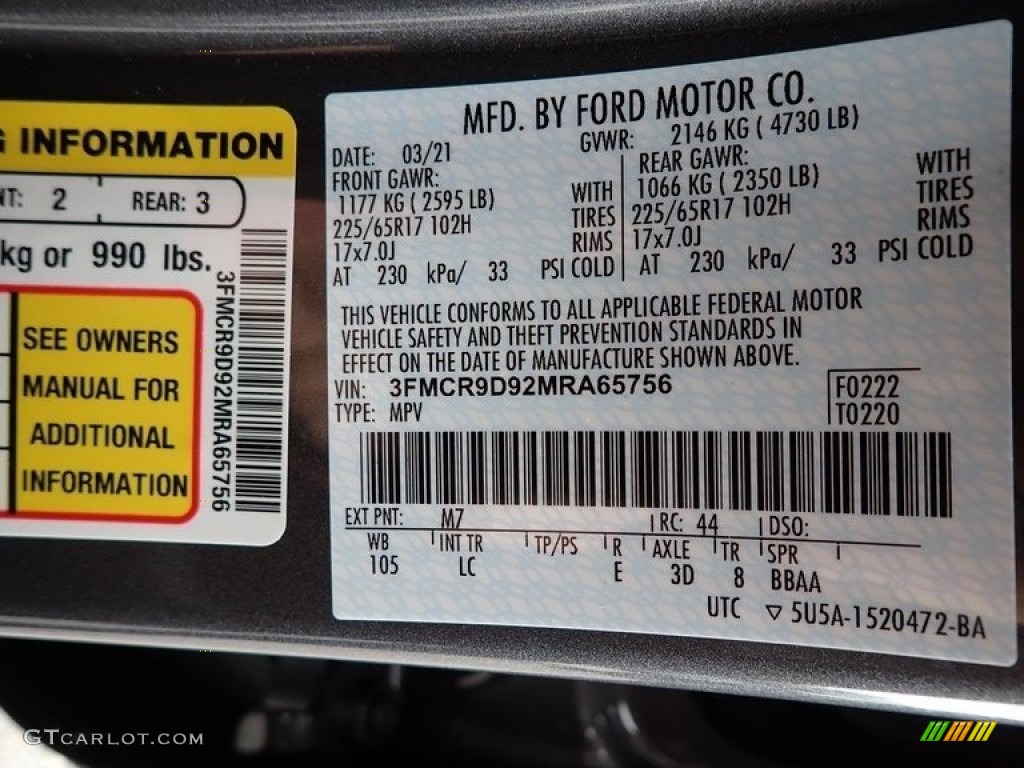 G INFORMATION
NT: 2 REAR: 3
kg or 990 lbs.
SEE OWNERS
MANUAL FOR
ADDITIONAL
INFORMATION
3FMCR9D92MRA65756
MFD. BY FORD MOTOR CO.
DATE: 03/21 GVWR: 2146 KG ( 4730 LB)
FRONT GAWR: REAR GAWR:
1177 KG ( 2595 LB) WITH 1066 KG ( 2350 LB) WITH
225/65R17 102H TIRES 225/65R17 102H TIRES
17x7.0J RIMS 17x7.0J RIMS
AT 230 kPa/ 33 PSI COLD AT 230 kPa/ 33 PSI COLD
THIS VEHICLE CONFORMS TO ALL APPLICABLE FEDERAL MOTOR
VEHICLE SAFETY AND THEFT PREVENTION STANDARDS IN
EFFECT ON THE DATE OF MANUFACTURE SHOWN ABOVE.
VIN: 3FMCR9D92MRA65756 F0222
TYPE: MPV T0220
EXT PNT: M7 RC: 44 DSO:
WB INT TR TP/PS R AXLE TR SPR
105 LC E 3D 8 BBAA
UTC ▽ 5U5A-1520472-BA
GTCARLOT.COM